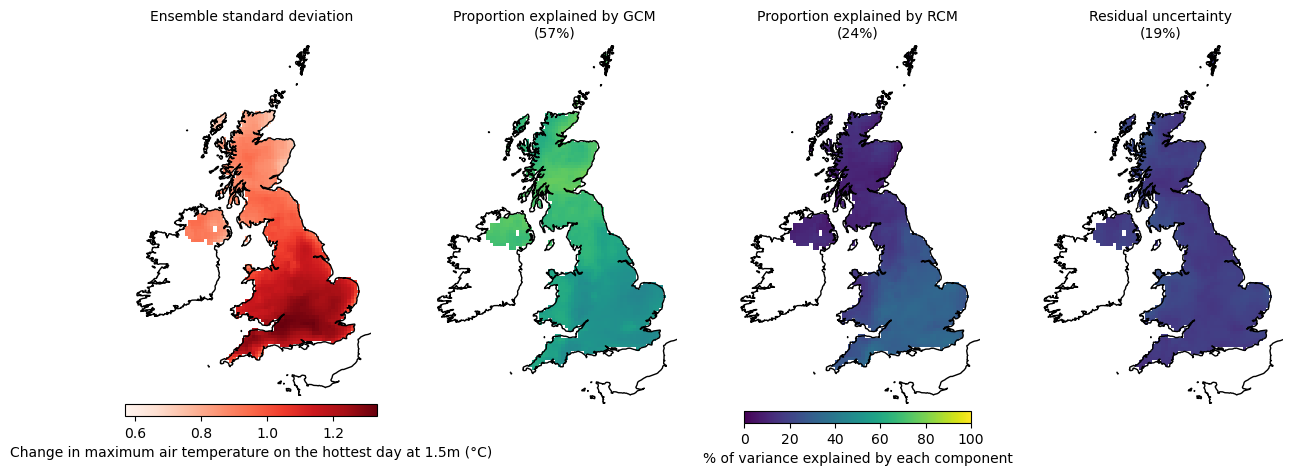 Ensemble standard deviation
Proportion explained by GCM
(57%)
Proportion explained by RCM
(24%)
Residual uncertainty
(19%)
0.6 0.8 1.0 1.2
Change in maximum air temperature on the hottest day at 1.5m (°C)
0 20 40 60 80 100
% of variance explained by each component